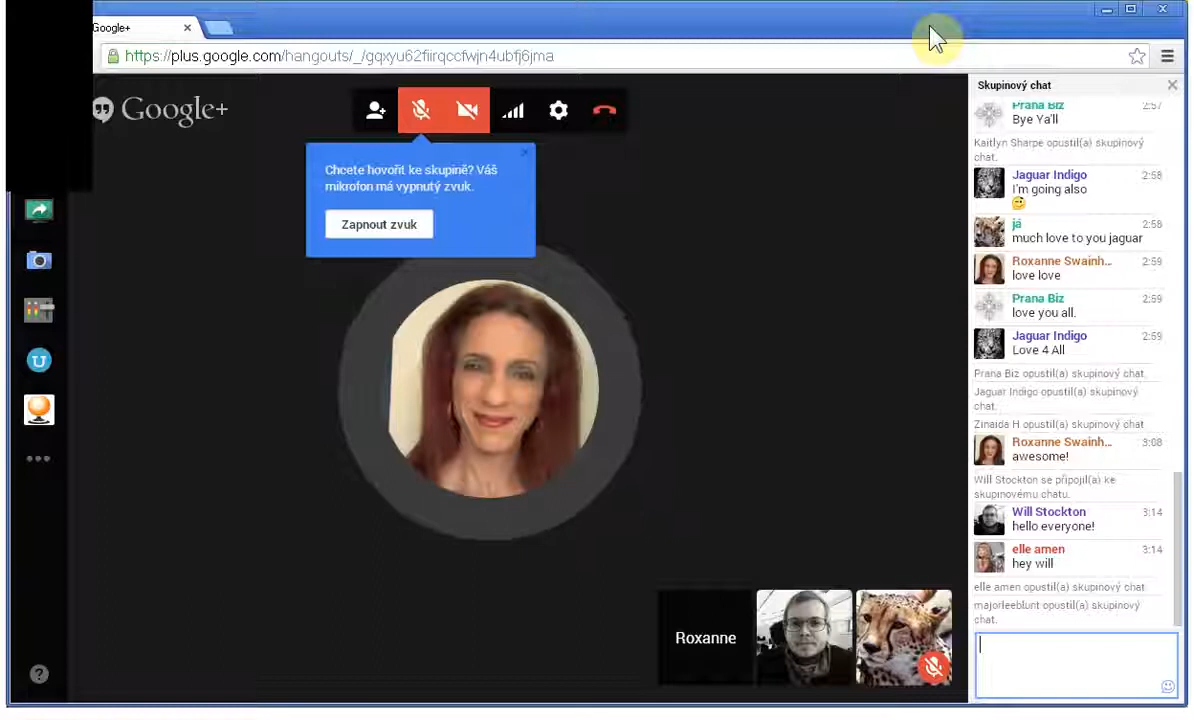 Google+
https://plus.google.com/hangouts/_/gqxyu62fiirqccfwjn4ubfj6jma
Google+
Chcete hovořit ke skupině? Váš
mikrofon má vypnutý zvuk.
Zapnout zvuk
Roxanne
Skupinový chat
Prana Biz 2:57
Bye Ya'll
Kaitlyn Sharpe opustil(a) skupinový
chat.
Jaguar Indigo 2:58
I'm going also
já 2:58
much love to you jaguar
Roxanne Swainh... 2:59
love love
Prana Biz 2:59
love you all.
Jaguar Indigo 2:59
Love 4 All
Prana Biz opustil(a) skupinový chat.
Jaguar Indigo opustil(a) skupinový
chat.
Zinaida H opustil(a) skupinový chat
Roxanne Swainh... 3:08
awesome!
Will Stockton se připojil(a) ke
skupinovému chatu.
Will Stockton 3:14
hello everyone!
elle amen 3:14
hey will
elle amen opustil(a) skupinový chat
majorleeblunt opustil(a) skupinový
chat.